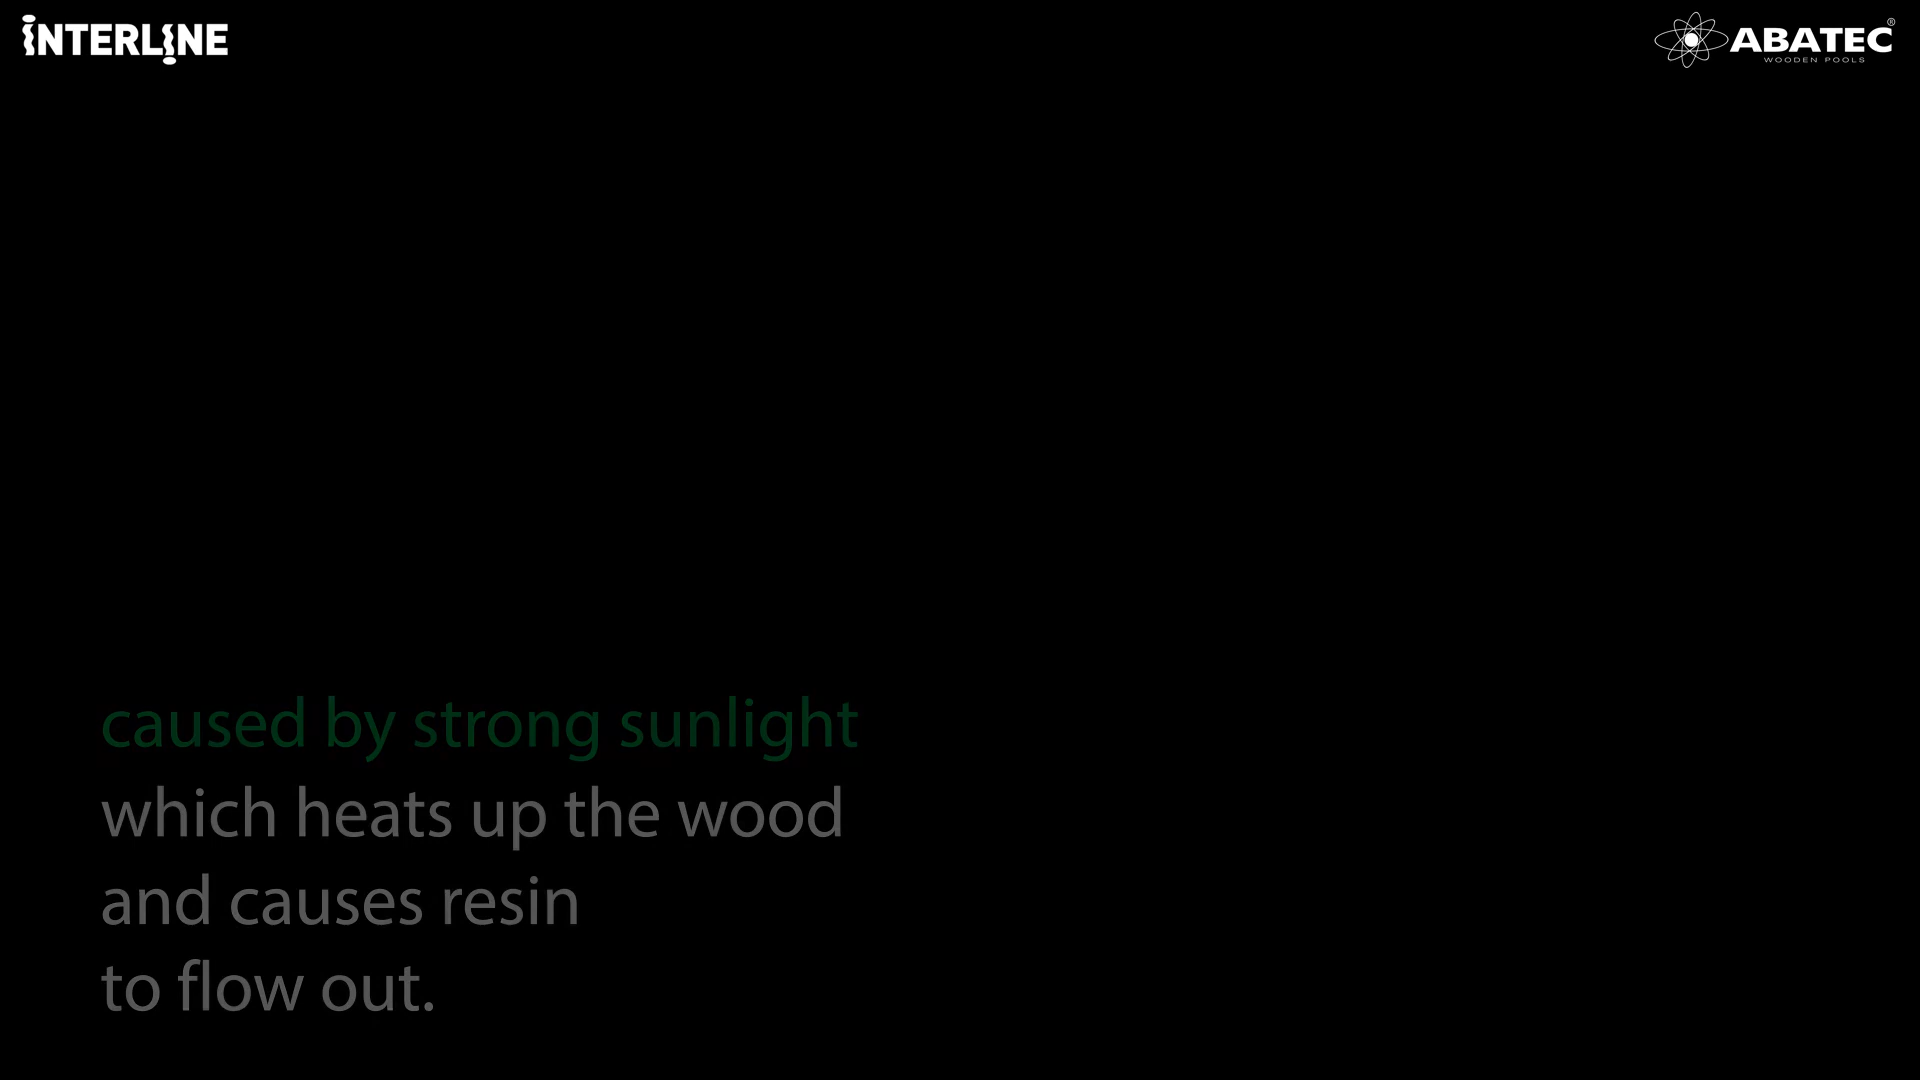 INTERLINE
ABATEC®
WOODEN POOLS
caused by strong sunlight
which heats up the wood
and causes resin
to flow out.